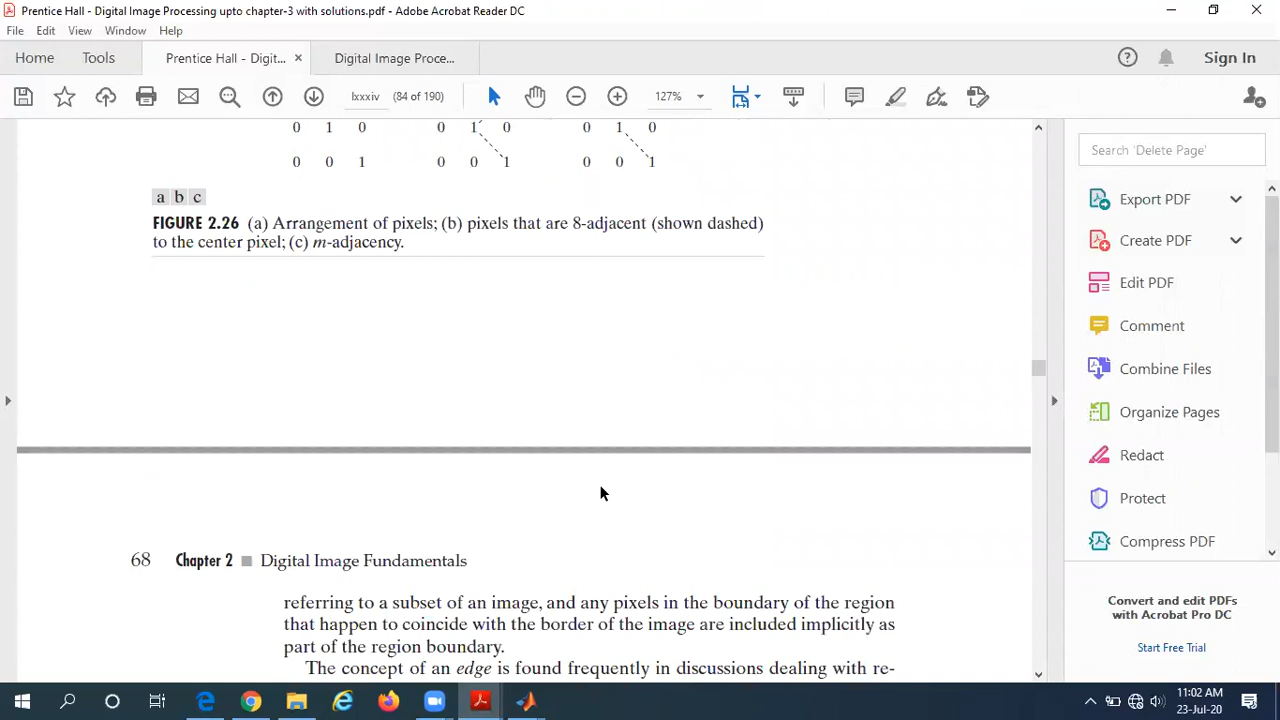 Prentice Hall - Digital Image Processing upto chapter-3 with solutions.pdf - Adobe Acrobat Reader DC
File Edit View Window Help
Home Tools Prentice Hall - Digit... × Digital Image Proce... Sign In
lxxxiv (84 of 190) 127%
0 1 0 0 1 0 0 1 0
0 0 1 0 0 1 0 0 1
a b c
FIGURE 2.26 (a) Arrangement of pixels; (b) pixels that are 8-adjacent (shown dashed)
to the center pixel; (c) m-adjacency.
68 Chapter 2 ■ Digital Image Fundamentals
referring to a subset of an image, and any pixels in the boundary of the region
that happen to coincide with the border of the image are included implicitly as
part of the region boundary.
The concept of an edge is found frequently in discussions dealing with re-
Search 'Delete Page'
Export PDF
Create PDF
Edit PDF
Comment
Combine Files
Organize Pages
Redact
Protect
Compress PDF
Convert and edit PDFs
with Acrobat Pro DC
Start Free Trial
11:02 AM
23-Jul-20